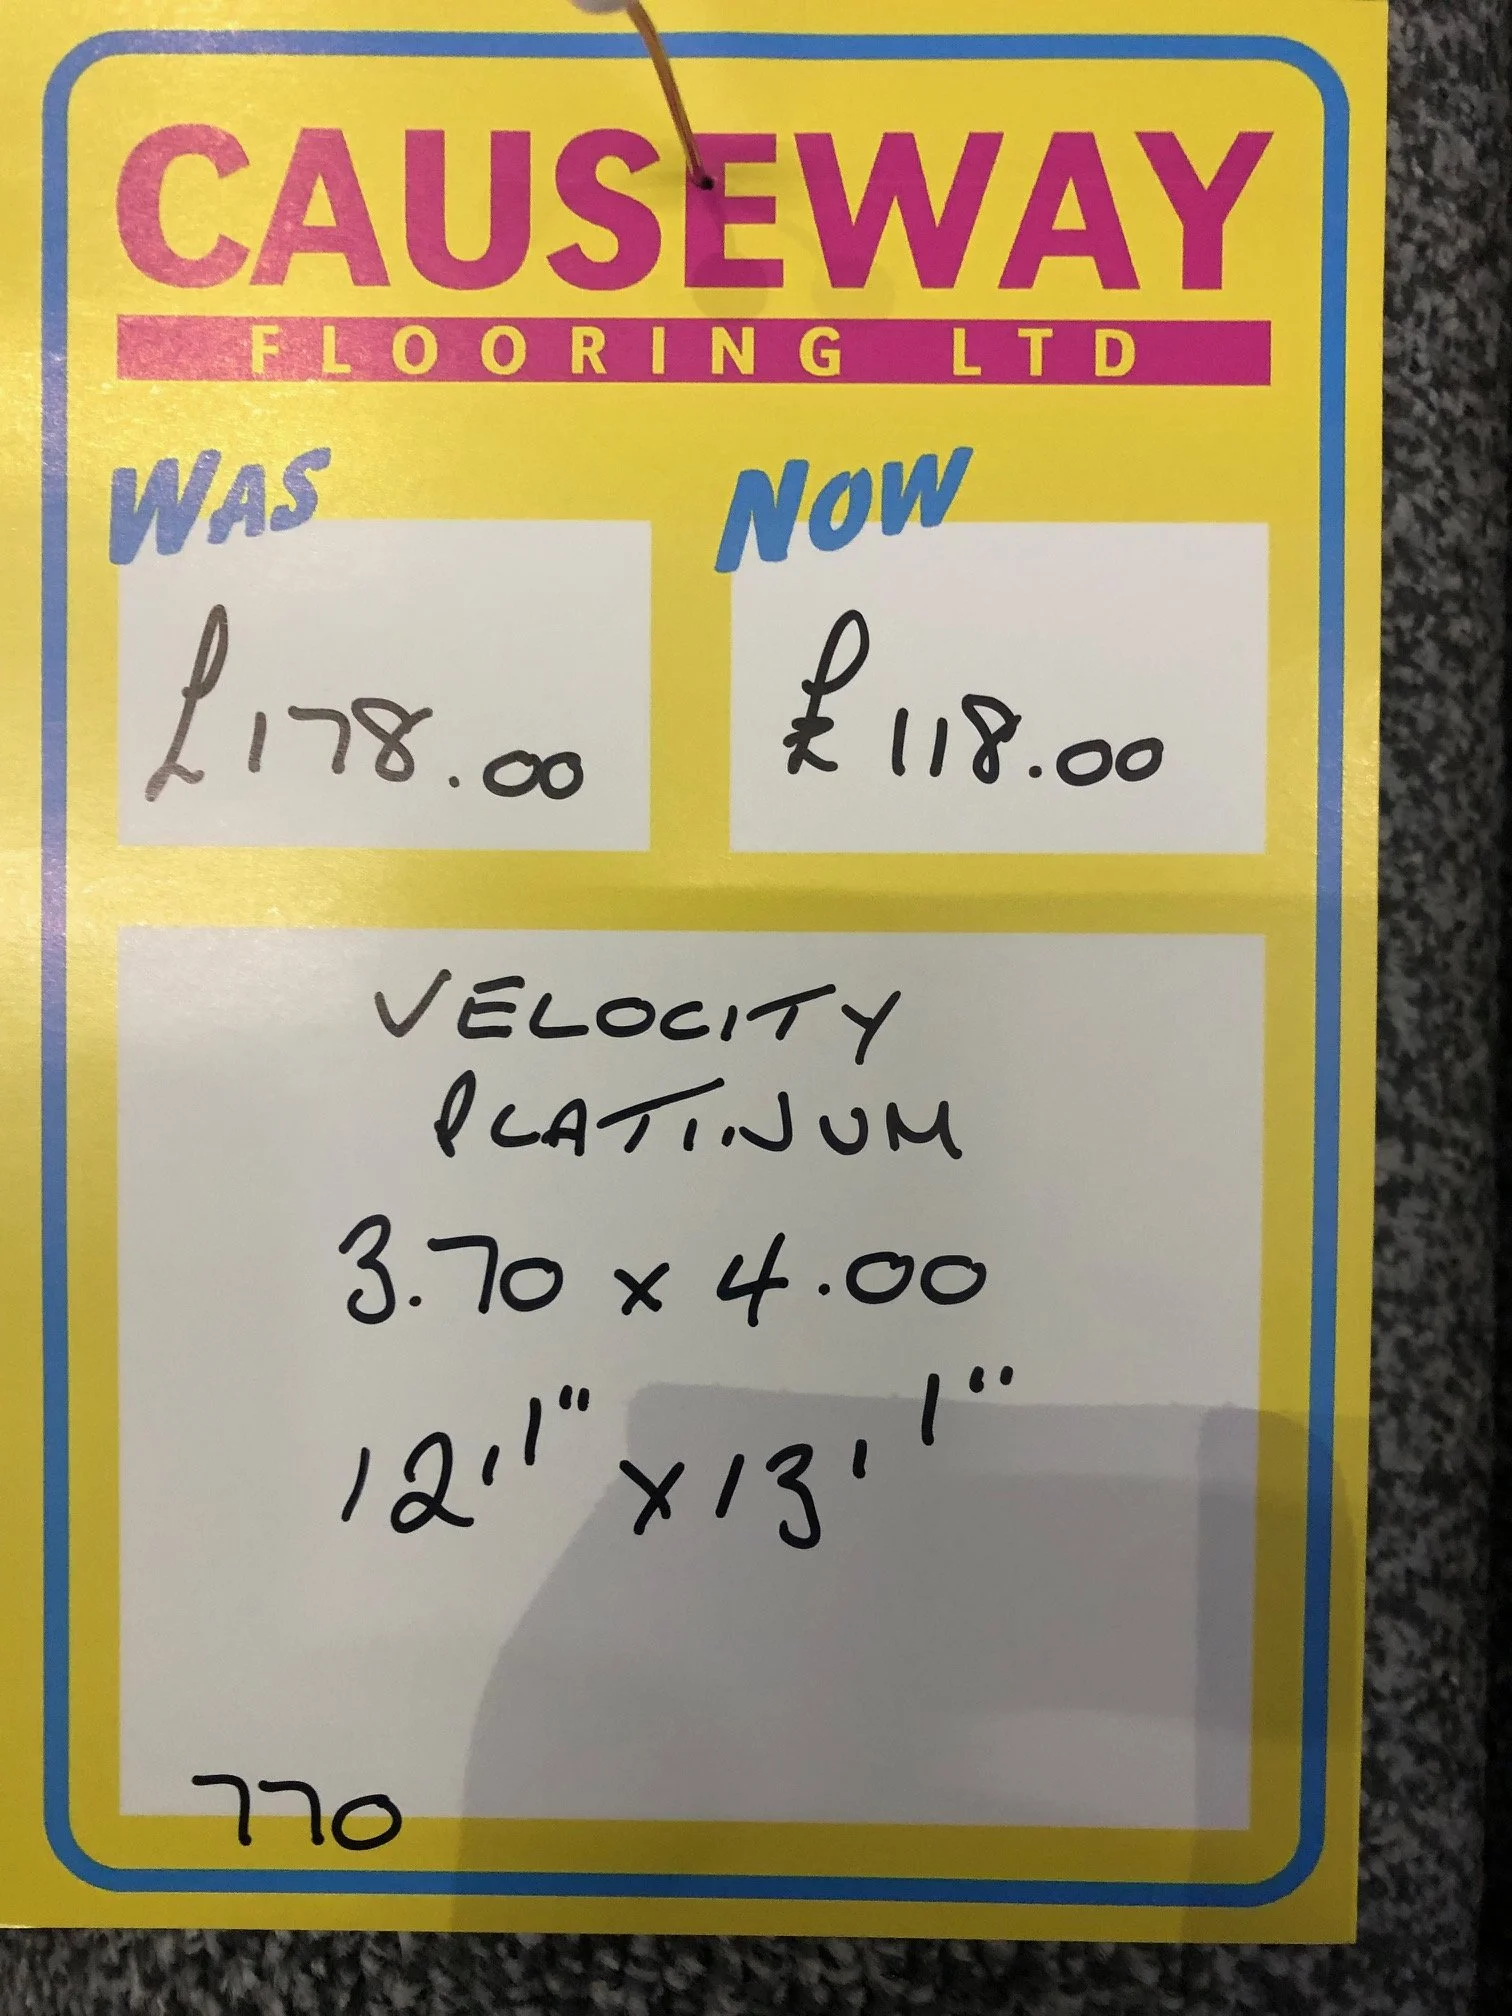 CAUSEWAY
FLOORING LTD
WAS
NOW
£178.00
£118.00
VELOCITY
PLATINUM
3.70 x 4.00
12'1" x 13'1"
770